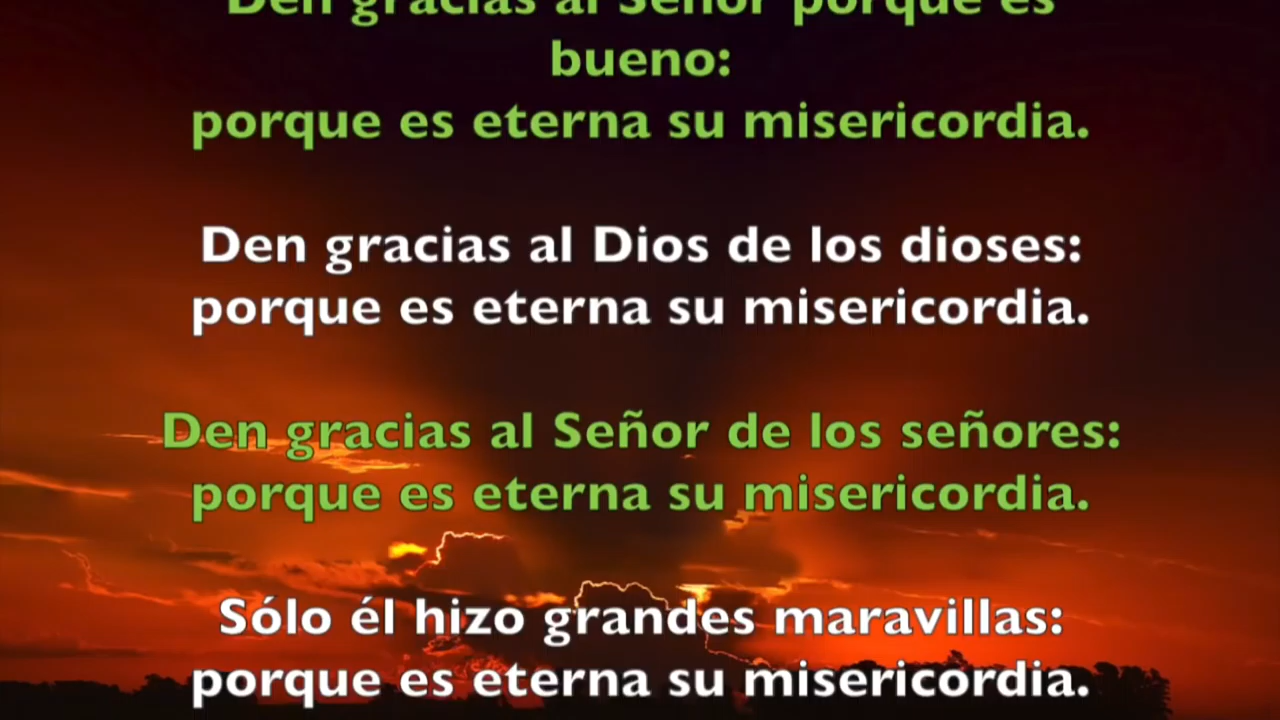 Den gracias al Señor porque es
bueno:
porque es eterna su misericordia.
Den gracias al Dios de los dioses:
porque es eterna su misericordia.
Den gracias al Señor de los señores:
porque es eterna su misericordia.
Sólo él hizo grandes maravillas:
porque es eterna su misericordia.